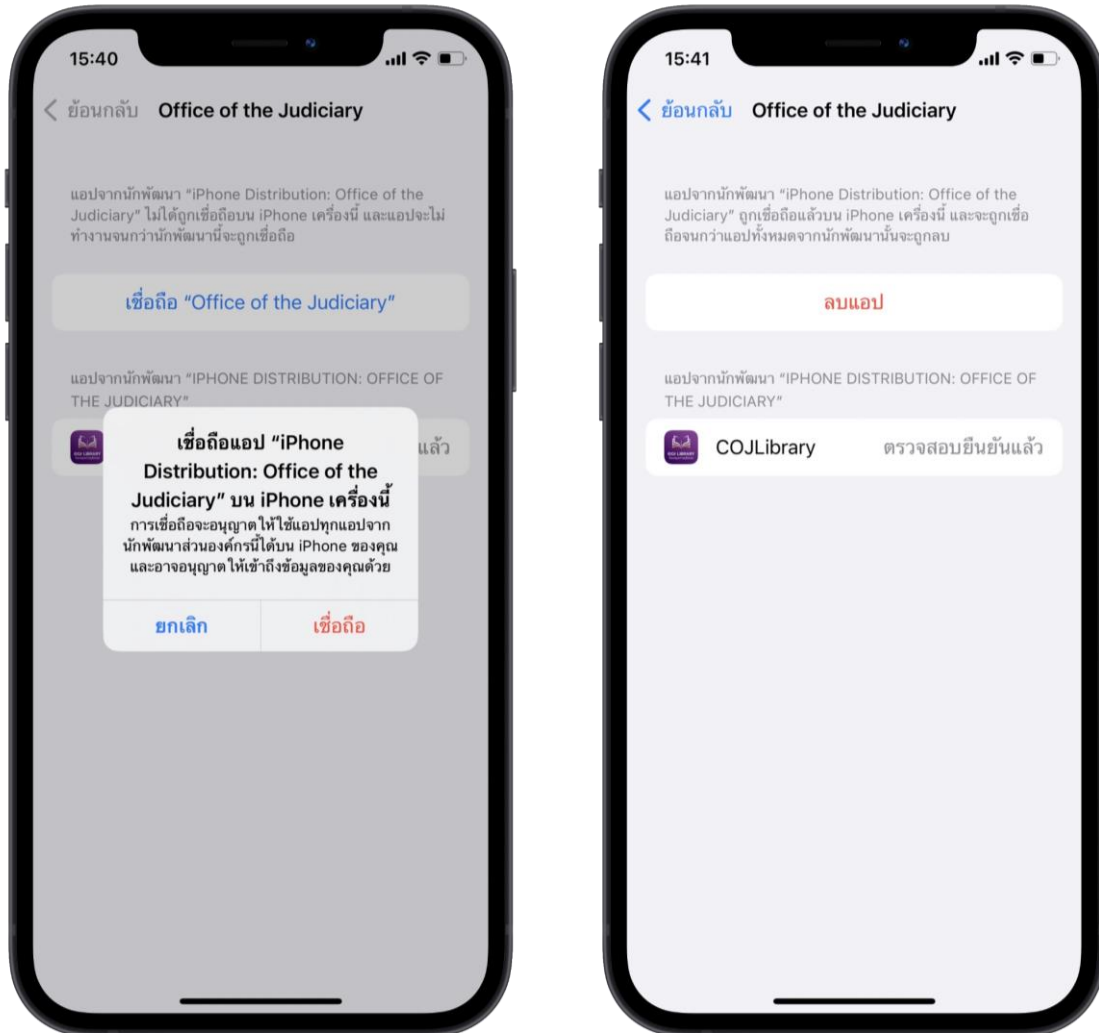 15:40
ย้อนกลับ Office of the Judiciary
แอปจากนักพัฒนา “iPhone Distribution: Office of the
Judiciary” ไม่ได้ถูกเชื่อถือบน iPhone เครื่องนี้ และแอปจะไม่
ทำงานจนกว่านักพัฒนานี้จะถูกเชื่อถือ
เชื่อถือ “Office of the Judiciary”
แอปจากนักพัฒนา “IPHONE DISTRIBUTION: OFFICE OF
THE JUDICIARY”
แล้ว
เชื่อถือแอป “iPhone
Distribution: Office of the
Judiciary” บน iPhone เครื่องนี้
การเชื่อถือจะอนุญาตให้ใช้แอปทุกแอปจาก
นักพัฒนาส่วนองค์กรนี้ได้บน iPhone ของคุณ
และอาจอนุญาตให้เข้าถึงข้อมูลของคุณด้วย
ยกเลิก เชื่อถือ
15:41
ย้อนกลับ Office of the Judiciary
แอปจากนักพัฒนา “iPhone Distribution: Office of the
Judiciary” ถูกเชื่อถือแล้วบน iPhone เครื่องนี้ และจะถูกเชื่อ
ถือจนกว่าแอปทั้งหมดจากนักพัฒนานั้นจะถูกลบ
ลบแอป
แอปจากนักพัฒนา “IPHONE DISTRIBUTION: OFFICE OF
THE JUDICIARY”
COJLibrary ตรวจสอบยืนยันแล้ว